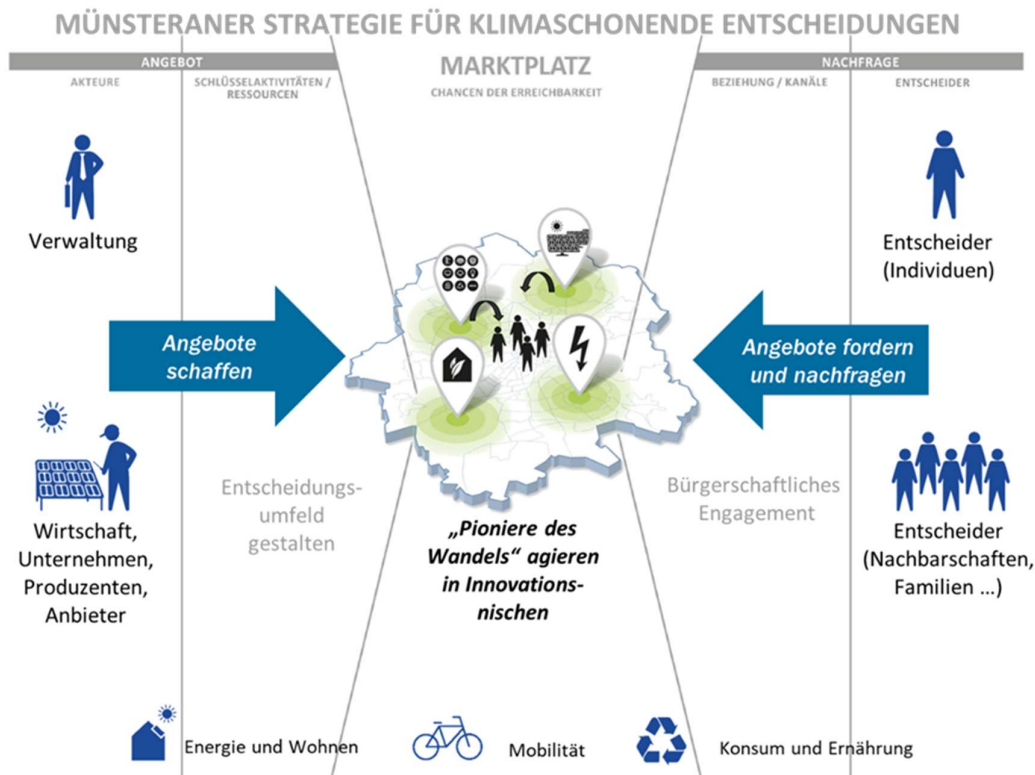 MÜNSTERANER STRATEGIE FÜR KLIMASCHONENDE ENTSCHEIDUNGEN
ANGEBOT
AKTEURE
SCHLÜSSELAKTIVITÄTEN /
RESSOURCEN
MARKTPLATZ
CHANCEN DER ERREICHBARKEIT
NACHFRAGE
BEZIEHUNG / KANÄLE
ENTSCHEIDER
Verwaltung
Entscheider
(Individuen)
Angebote
schaffen
Angebote fordern
und nachfragen
Wirtschaft,
Unternehmen,
Produzenten,
Anbieter
Entscheidungs-
umfeld
gestalten
„Pioniere des
Wandels“ agieren
in Innovations-
nischen
Bürgerschaftliches
Engagement
Entscheider
(Nachbarschaften,
Familien ...)
Energie und Wohnen
Mobilität
Konsum und Ernährung